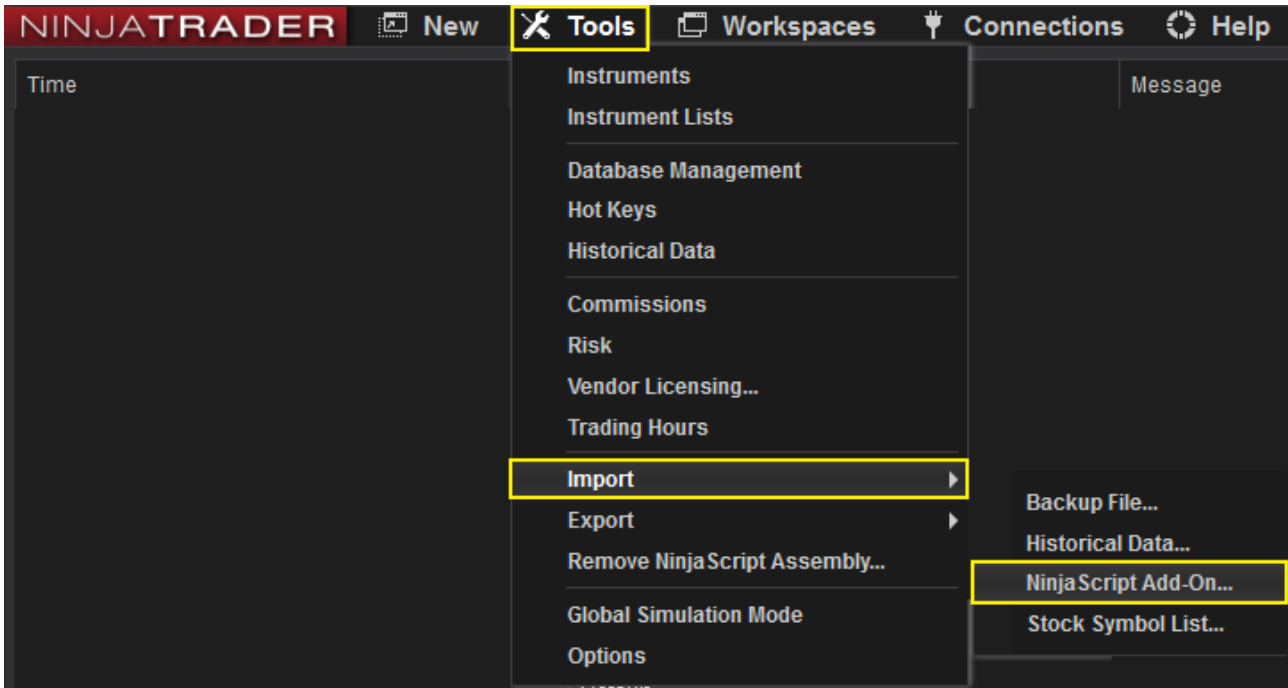 NINJATRADER New Tools Workspaces Connections Help
Time Message
Instruments
Instrument Lists
Database Management
Hot Keys
Historical Data
Commissions
Risk
Vendor Licensing...
Trading Hours
Import
Export
Remove NinjaScript Assembly...
Global Simulation Mode
Options
Backup File...
Historical Data...
NinjaScript Add-On...
Stock Symbol List...